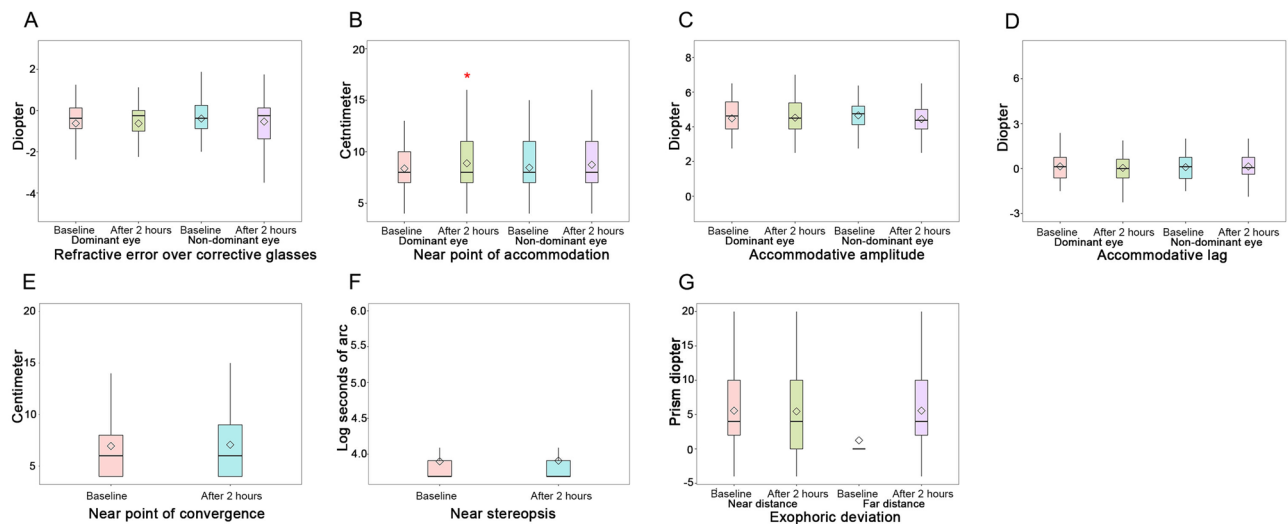 A
Diopter
2
0
-2
-4
Baseline After 2 hours Baseline After 2 hours
Dominant eye Non-dominant eye
Refractive error over corrective glasses
B
Cetntimeter
20
15
10
5
Baseline After 2 hours Baseline After 2 hours
Dominant eye Non-dominant eye
Near point of accommodation
*
C
Diopter
8
6
4
2
0
Baseline After 2 hours Baseline After 2 hours
Dominant eye Non-dominant eye
Accommodative amplitude
D
Diopter
6
3
0
-3
Baseline After 2 hours Baseline After 2 hours
Dominant eye Non-dominant eye
Accommodative lag
E
Centimeter
20
15
10
5
Baseline After 2 hours
Near point of convergence
F
Log seconds of arc
6.0
5.5
5.0
4.5
4.0
Baseline After 2 hours
Near stereopsis
G
Prism diopter
20
15
10
5
0
-5
Baseline After 2 hours Baseline After 2 hours
Near distance Far distance
Exophoric deviation